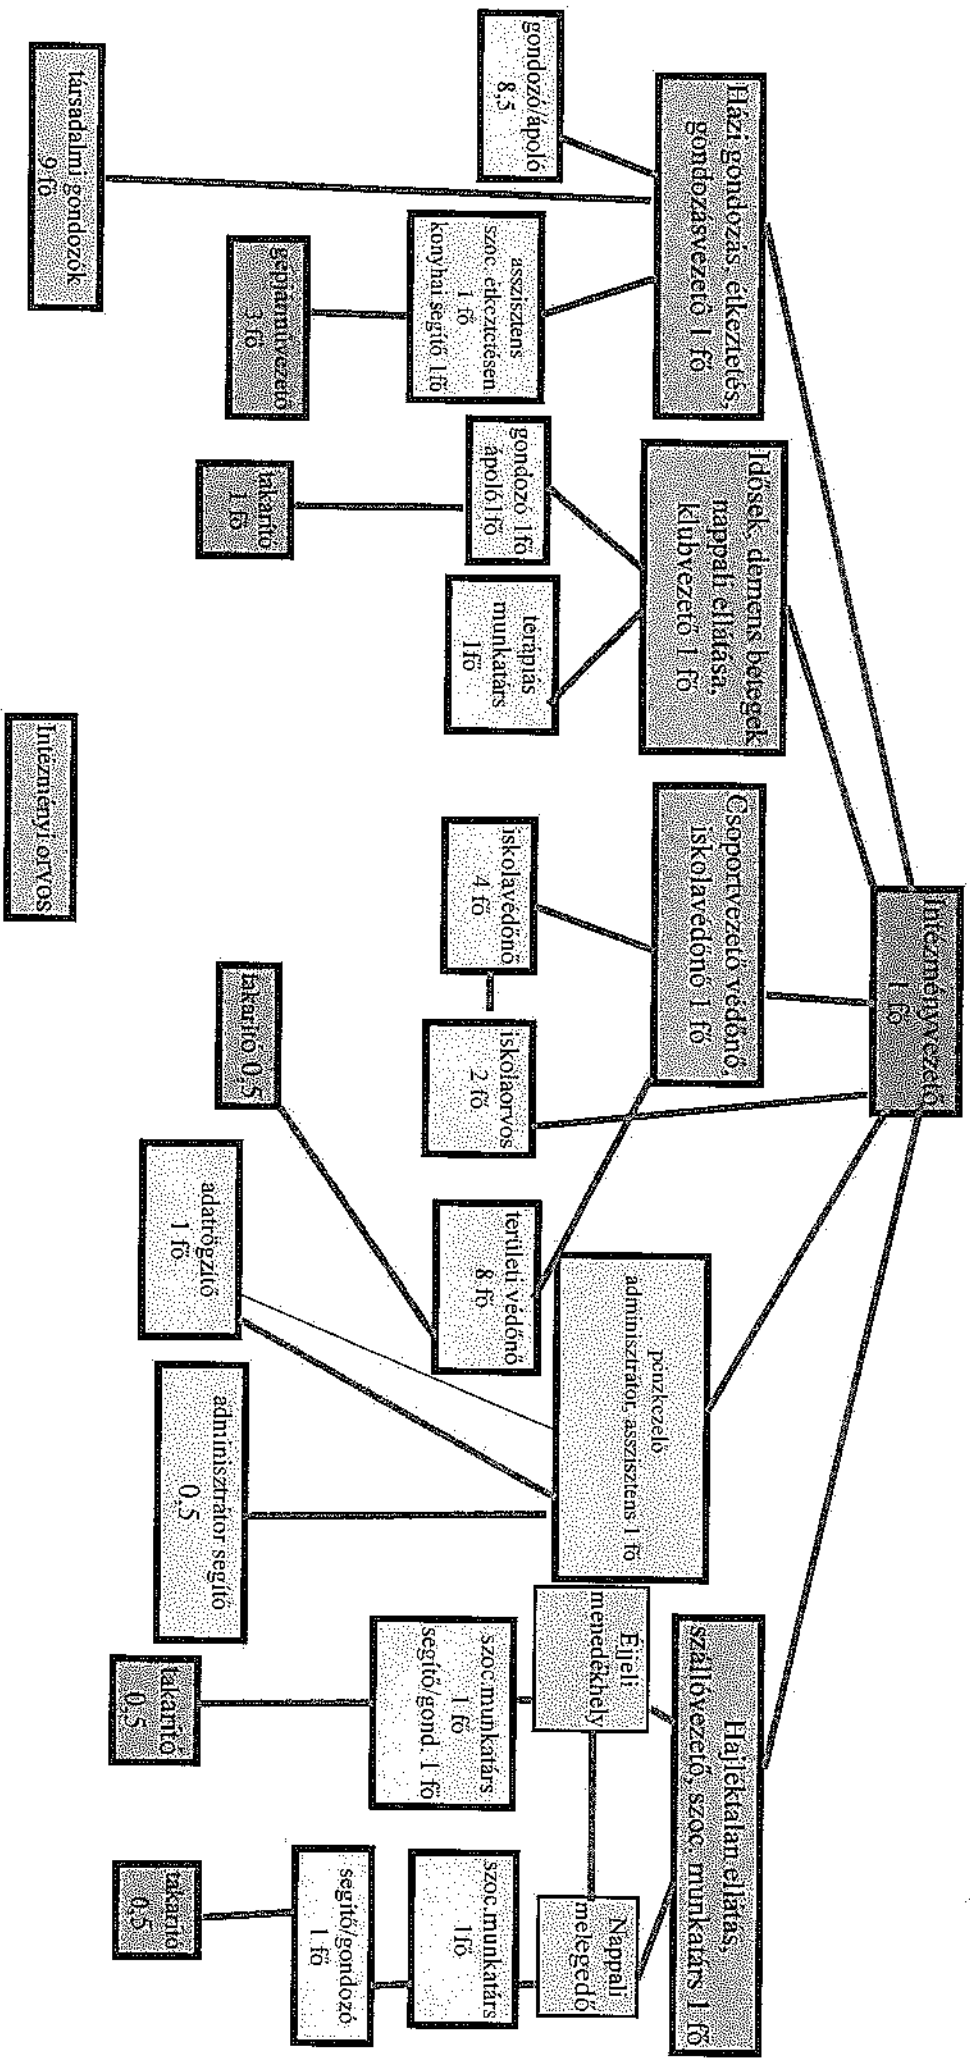 Intézményvezető
1 fő
Házi gondozás, étkeztetés,
gondozásvezető 1 fő
Idősek, demens betegek
nappali ellátása,
klubvezető 1 fő
Csoportvezető védőnő,
iskolavédőnő 1 fő
pénzkezelő
adminisztrátor, asszisztens 1 fő
Hajléktalan ellátás,
szállóvezető, szoc. munkatárs 1 fő
gondozó/ápoló
8,5
asszisztens
szoc. étkeztetésen
1 fő
konyhai segítő 1 fő
gondozó 1fő
ápoló 1fő
terápiás
munkatárs
1fő
iskolavédőnő
4 fő
iskolaorvos
2 fő
területi védőnő
8 fő
Éjjeli
menedékhely
Nappali
melegedő
szoc.munkatárs
1 fő
segítő/gond. 1 fő
szoc.munkatárs
1fő
gépjárművezető
3 fő
takarító
1 fő
takarító 0,5
adatrögzítő
1 fő
adminisztrátor segítő
0,5
segítő/gondozó
1 fő
takarító
0,5
takarító
0,5
társadalmi gondozók
9 fő
Intézményi orvos